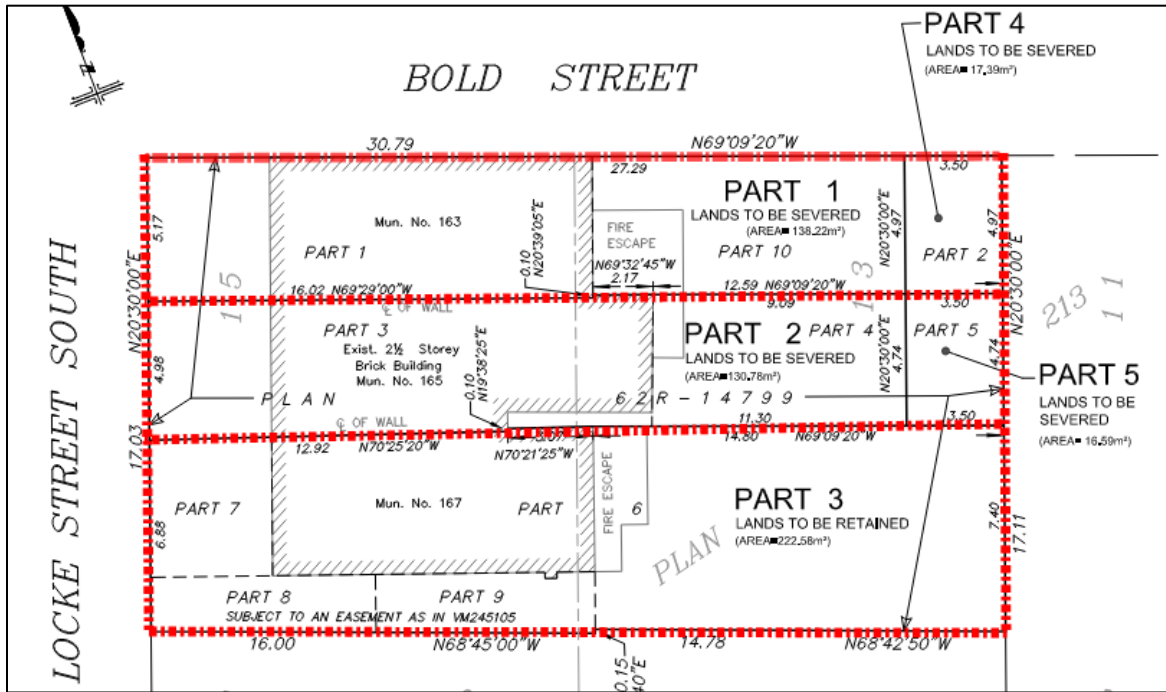 PART 4
LANDS TO BE SEVERED
(AREA= 17.39m²)
BOLD STREET
30.79
N69°09'20"W
27.29
3.50
PART 1
LANDS TO BE SEVERED
(AREA=138.22m²)
Mun. No. 163
FIRE
ESCAPE
PART 1
PART 10
PART 2
5.17
0.10
N20°39'05"E
N69°32'45"W
2.17
N20°30'00"E
4.97
4.97
N20°30'00"E
N20°30'00"E
15
13
213
11
16.02 N69°29'00"W
12.59 N69°09'20"W
9.09
3.50
℄ OF WALL
PART 3
Exist. 2½ Storey
Brick Building
Mun. No. 165
PART 2
LANDS TO BE SEVERED
(AREA=130.78m²)
PART 4
PART 5
4.98
0.10
N19°38'25"E
N20°30'00"E
4.74
4.74
PART 5
LANDS TO BE
SEVERED
(AREA= 16.59m²)
PLAN 62R-14799
℄ OF WALL
11.30
3.50
17.03
12.92
N70°25'20"W
N70°21'25"W
14.80
N69°09'20"W
LOCKE STREET SOUTH
PART 7
Mun. No. 167
PART 6
FIRE ESCAPE
PART 3
LANDS TO BE RETAINED
(AREA=222.58m²)
6.88
7.40
17.11
PLAN
PART 8
PART 9
SUBJECT TO AN EASEMENT AS IN VM245105
16.00
N68°45'00"W
14.78
N68°42'50"W
0.15
40"E